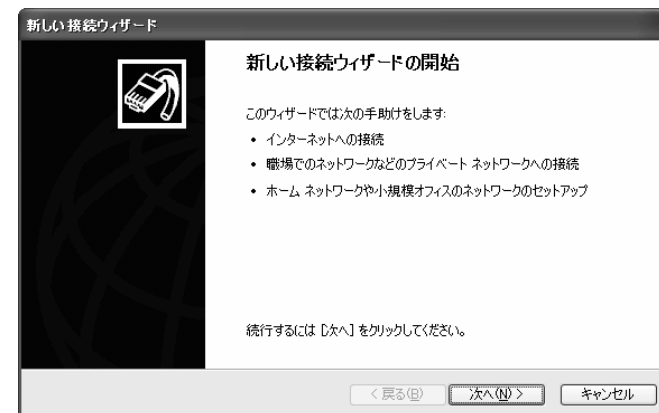 新しい接続ウィザード
新しい接続ウィザードの開始
このウィザードでは次の手助けをします:
• インターネットへの接続
• 職場でのネットワークなどのプライベート ネットワークへの接続
• ホーム ネットワークや小規模オフィスのネットワークのセットアップ
続行するには [次へ] をクリックしてください。
< 戻る(B)
次へ(N) >
キャンセル